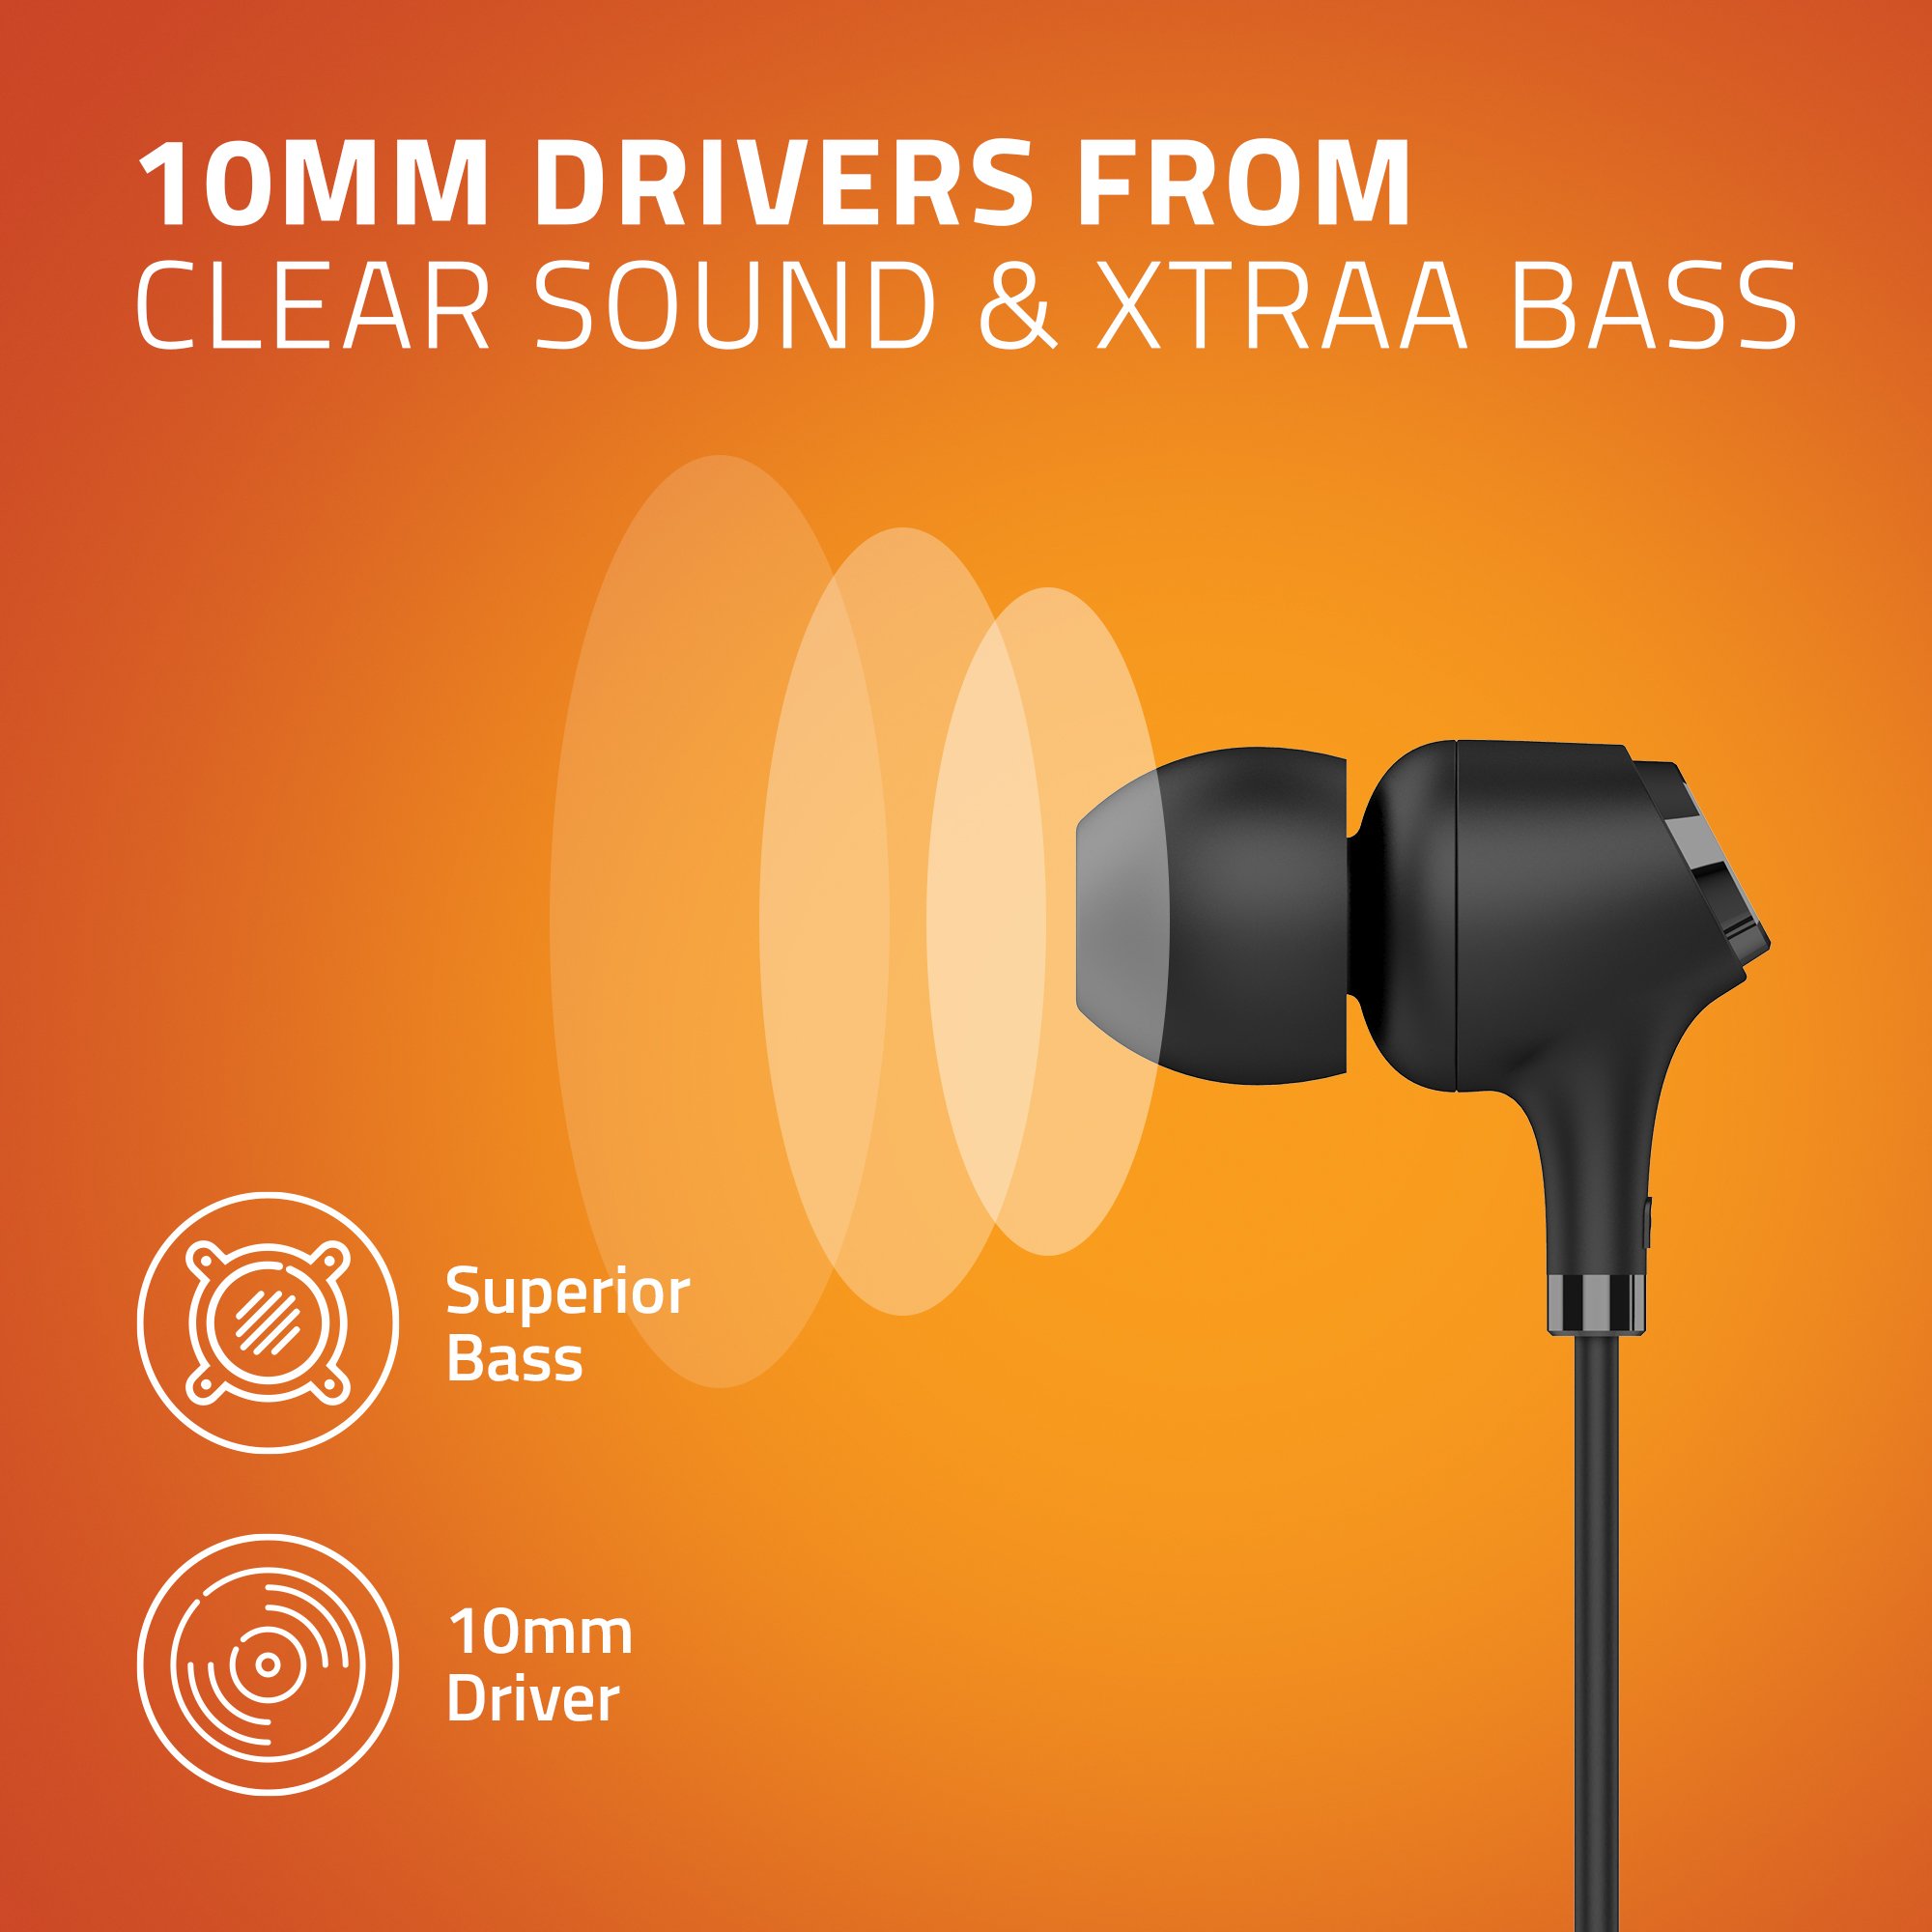 10MM DRIVERS FROM
CLEAR SOUND & XTRAA BASS
Superior
Bass
10mm
Driver